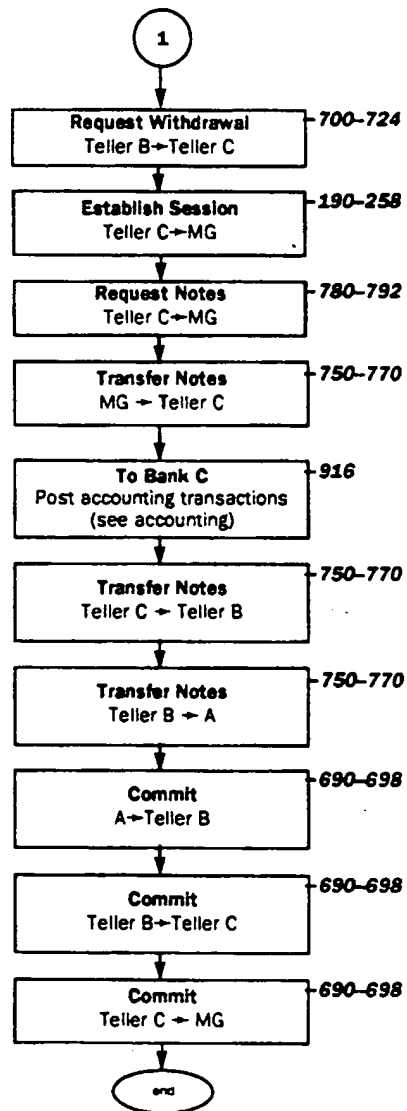 1
Request Withdrawal
700–724
Teller B→Teller C
Establish Session
190–258
Teller C→MG
Request Notes
780–792
Teller C→MG
Transfer Notes
750–770
MG → Teller C
To Bank C
916
Post accounting transactions
(see accounting)
Transfer Notes
750–770
Teller C → Teller B
Transfer Notes
750–770
Teller B → A
Commit
690–698
A→Teller B
Commit
690–698
Teller B→Teller C
Commit
690–698
Teller C → MG
end